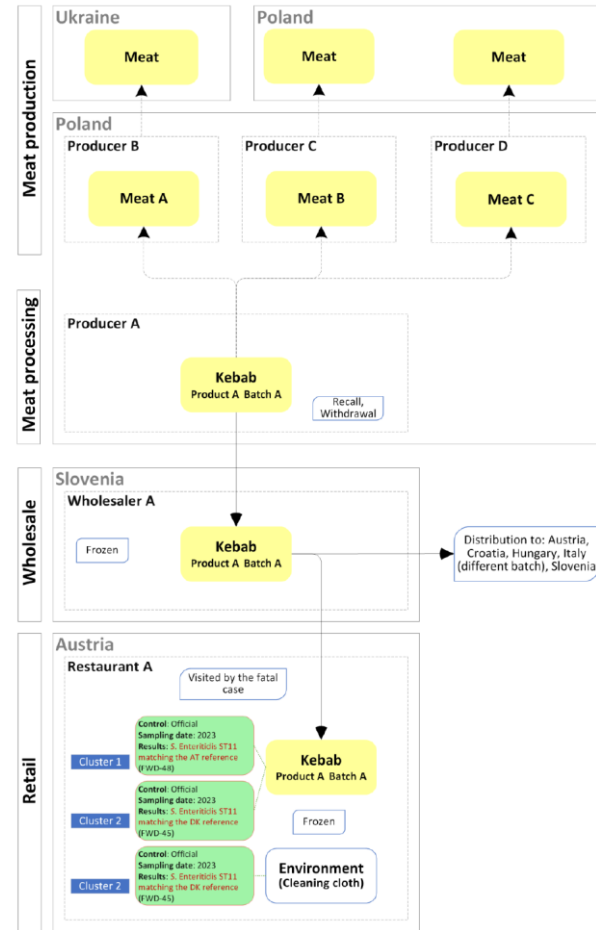 Meat production
Ukraine
Meat
Poland
Meat
Meat
Poland
Producer B
Meat A
Producer C
Meat B
Producer D
Meat C
Meat processing
Producer A
Kebab
Product A Batch A
Recall,
Withdrawal
Wholesale
Slovenia
Wholesaler A
Frozen
Kebab
Product A Batch A
Distribution to: Austria,
Croatia, Hungary, Italy
(different batch), Slovenia
Retail
Austria
Restaurant A
Visited by the fatal
case
Cluster 1
Control: Official
Sampling date: 2023
Results: S. Enteritidis ST11
matching the AT reference
(FWD-48)
Kebab
Product A Batch A
Cluster 2
Control: Official
Sampling date: 2023
Results: S. Enteritidis ST11
matching the DK reference
(FWD-45)
Frozen
Cluster 2
Control: Official
Sampling date: 2023
Results: S. Enteritidis ST11
matching the DK reference
(FWD-45)
Environment
(Cleaning cloth)